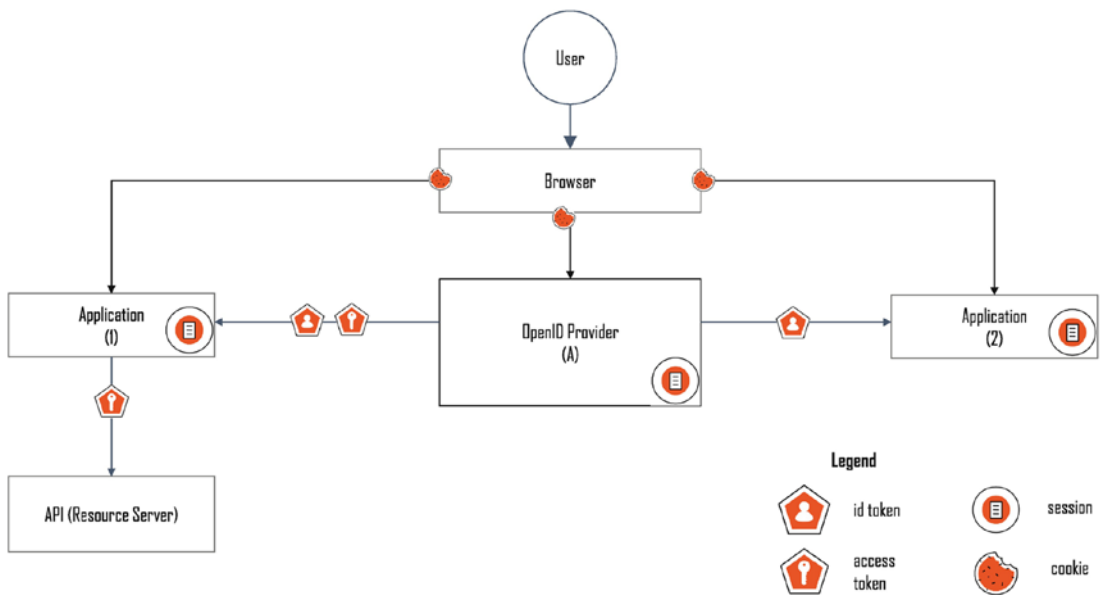 User
Browser
Application
(1)
OpenID Provider
(A)
Application
(2)
API (Resource Server)
Legend
id token
session
access
token
cookie